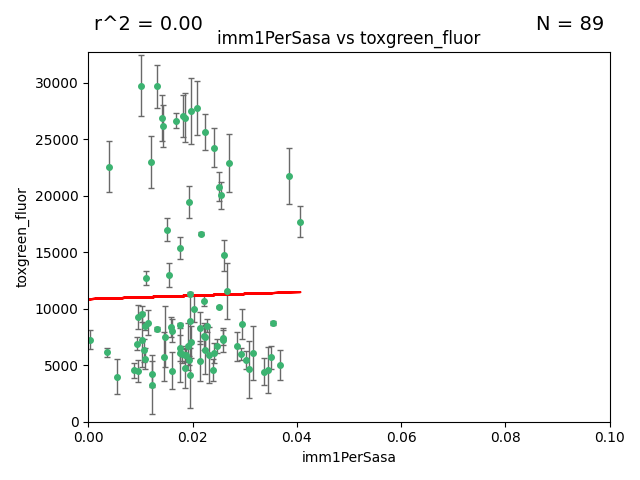 r^2 = 0.00
N = 89
imm1PerSasa vs toxgreen_fluor
toxgreen_fluor
30000
25000
20000
15000
10000
5000
0
0.00 0.02 0.04 0.06 0.08 0.10
imm1PerSasa